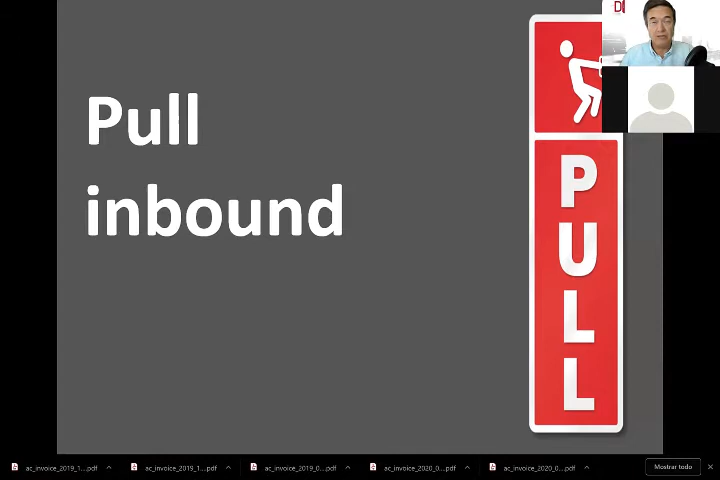 Pull
inbound
PULL
D
ac_invoice_2019_1....pdf
ac_invoice_2019_1....pdf
ac_invoice_2019_0....pdf
ac_invoice_2020_0....pdf
ac_invoice_2020_0....pdf
Mostrar todo